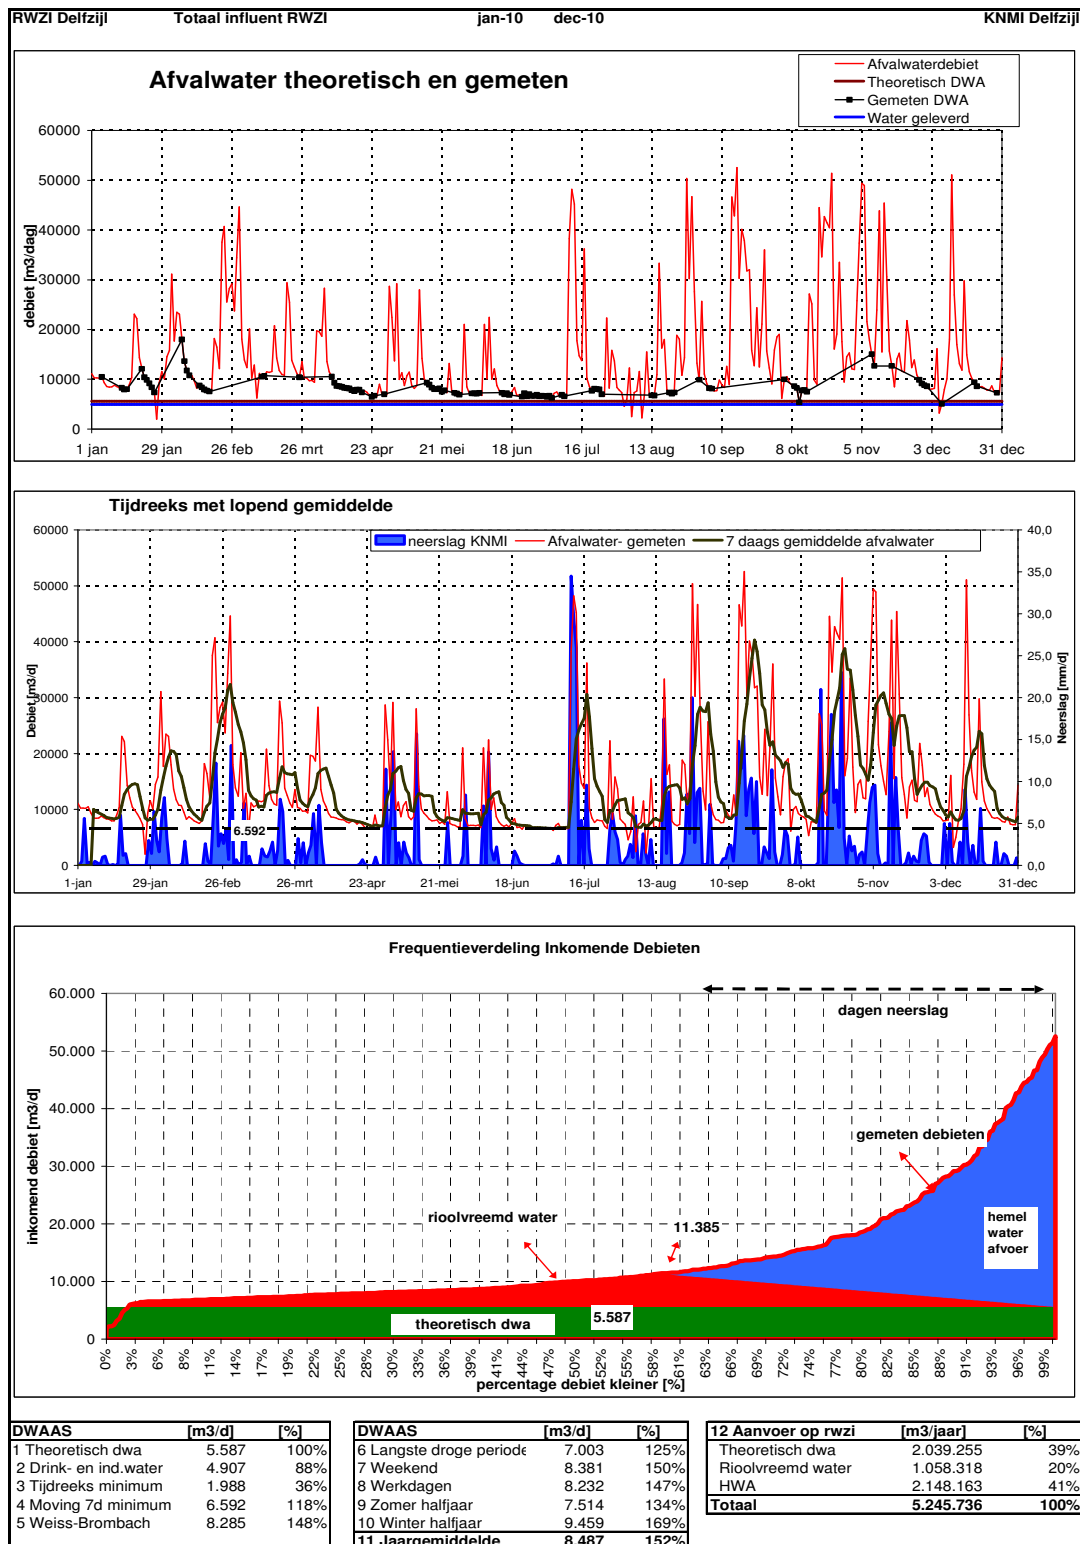 RWZI Delfzijl Totaal influent RWZI jan-10 dec-10 KNMI Delfzijl
Afvalwater theoretisch en gemeten
Afvalwaterdebiet
Theoretisch DWA
Gemeten DWA
Water geleverd
debiet [m3/dag]
60000
50000
40000
30000
20000
10000
0
1 jan 29 jan 26 feb 26 mrt 23 apr 21 mei 18 jun 16 jul 13 aug 10 sep 8 okt 5 nov 3 dec 31 dec
Tijdreeks met lopend gemiddelde
neerslag KNMI Afvalwater- gemeten 7 daags gemiddelde afvalwater
Debiet [m3/d]
60000
50000
40000
30000
20000
10000
0
40,0
35,0
30,0
25,0
20,0
15,0
10,0
5,0
0,0
Neerslag [mm/d]
6.592
1-jan 29-jan 26-feb 26-mrt 23-apr 21-mei 18-jun 16-jul 13-aug 10-sep 8-okt 5-nov 3-dec 31-dec
Frequentieverdeling Inkomende Debieten
inkomend debiet [m3/d]
60.000
50.000
40.000
30.000
20.000
10.000
0
dagen neerslag
gemeten debieten
rioolvreemd water
11.385
hemel
water
afvoer
5.587
theoretisch dwa
0% 3% 6% 8% 11% 14% 17% 19% 22% 25% 28% 30% 33% 36% 39% 41% 44% 47% 50% 52% 55% 58% 61% 63% 66% 69% 72% 74% 77% 80% 82% 85% 88% 91% 93% 96% 99%
percentage debiet kleiner [%]
DWAAS [m3/d] [%]
1 Theoretisch dwa 5.587 100%
2 Drink- en ind.water 4.907 88%
3 Tijdreeks minimum 1.988 36%
4 Moving 7d minimum 6.592 118%
5 Weiss-Brombach 8.285 148%
DWAAS [m3/d] [%]
6 Langste droge periode 7.003 125%
7 Weekend 8.381 150%
8 Werkdagen 8.232 147%
9 Zomer halfjaar 7.514 134%
10 Winter halfjaar 9.459 169%
11 Jaargemiddelde 8.487 152%
12 Aanvoer op rwzi [m3/jaar] [%]
Theoretisch dwa 2.039.255 39%
Rioolvreemd water 1.058.318 20%
HWA 2.148.163 41%
Totaal 5.245.736 100%